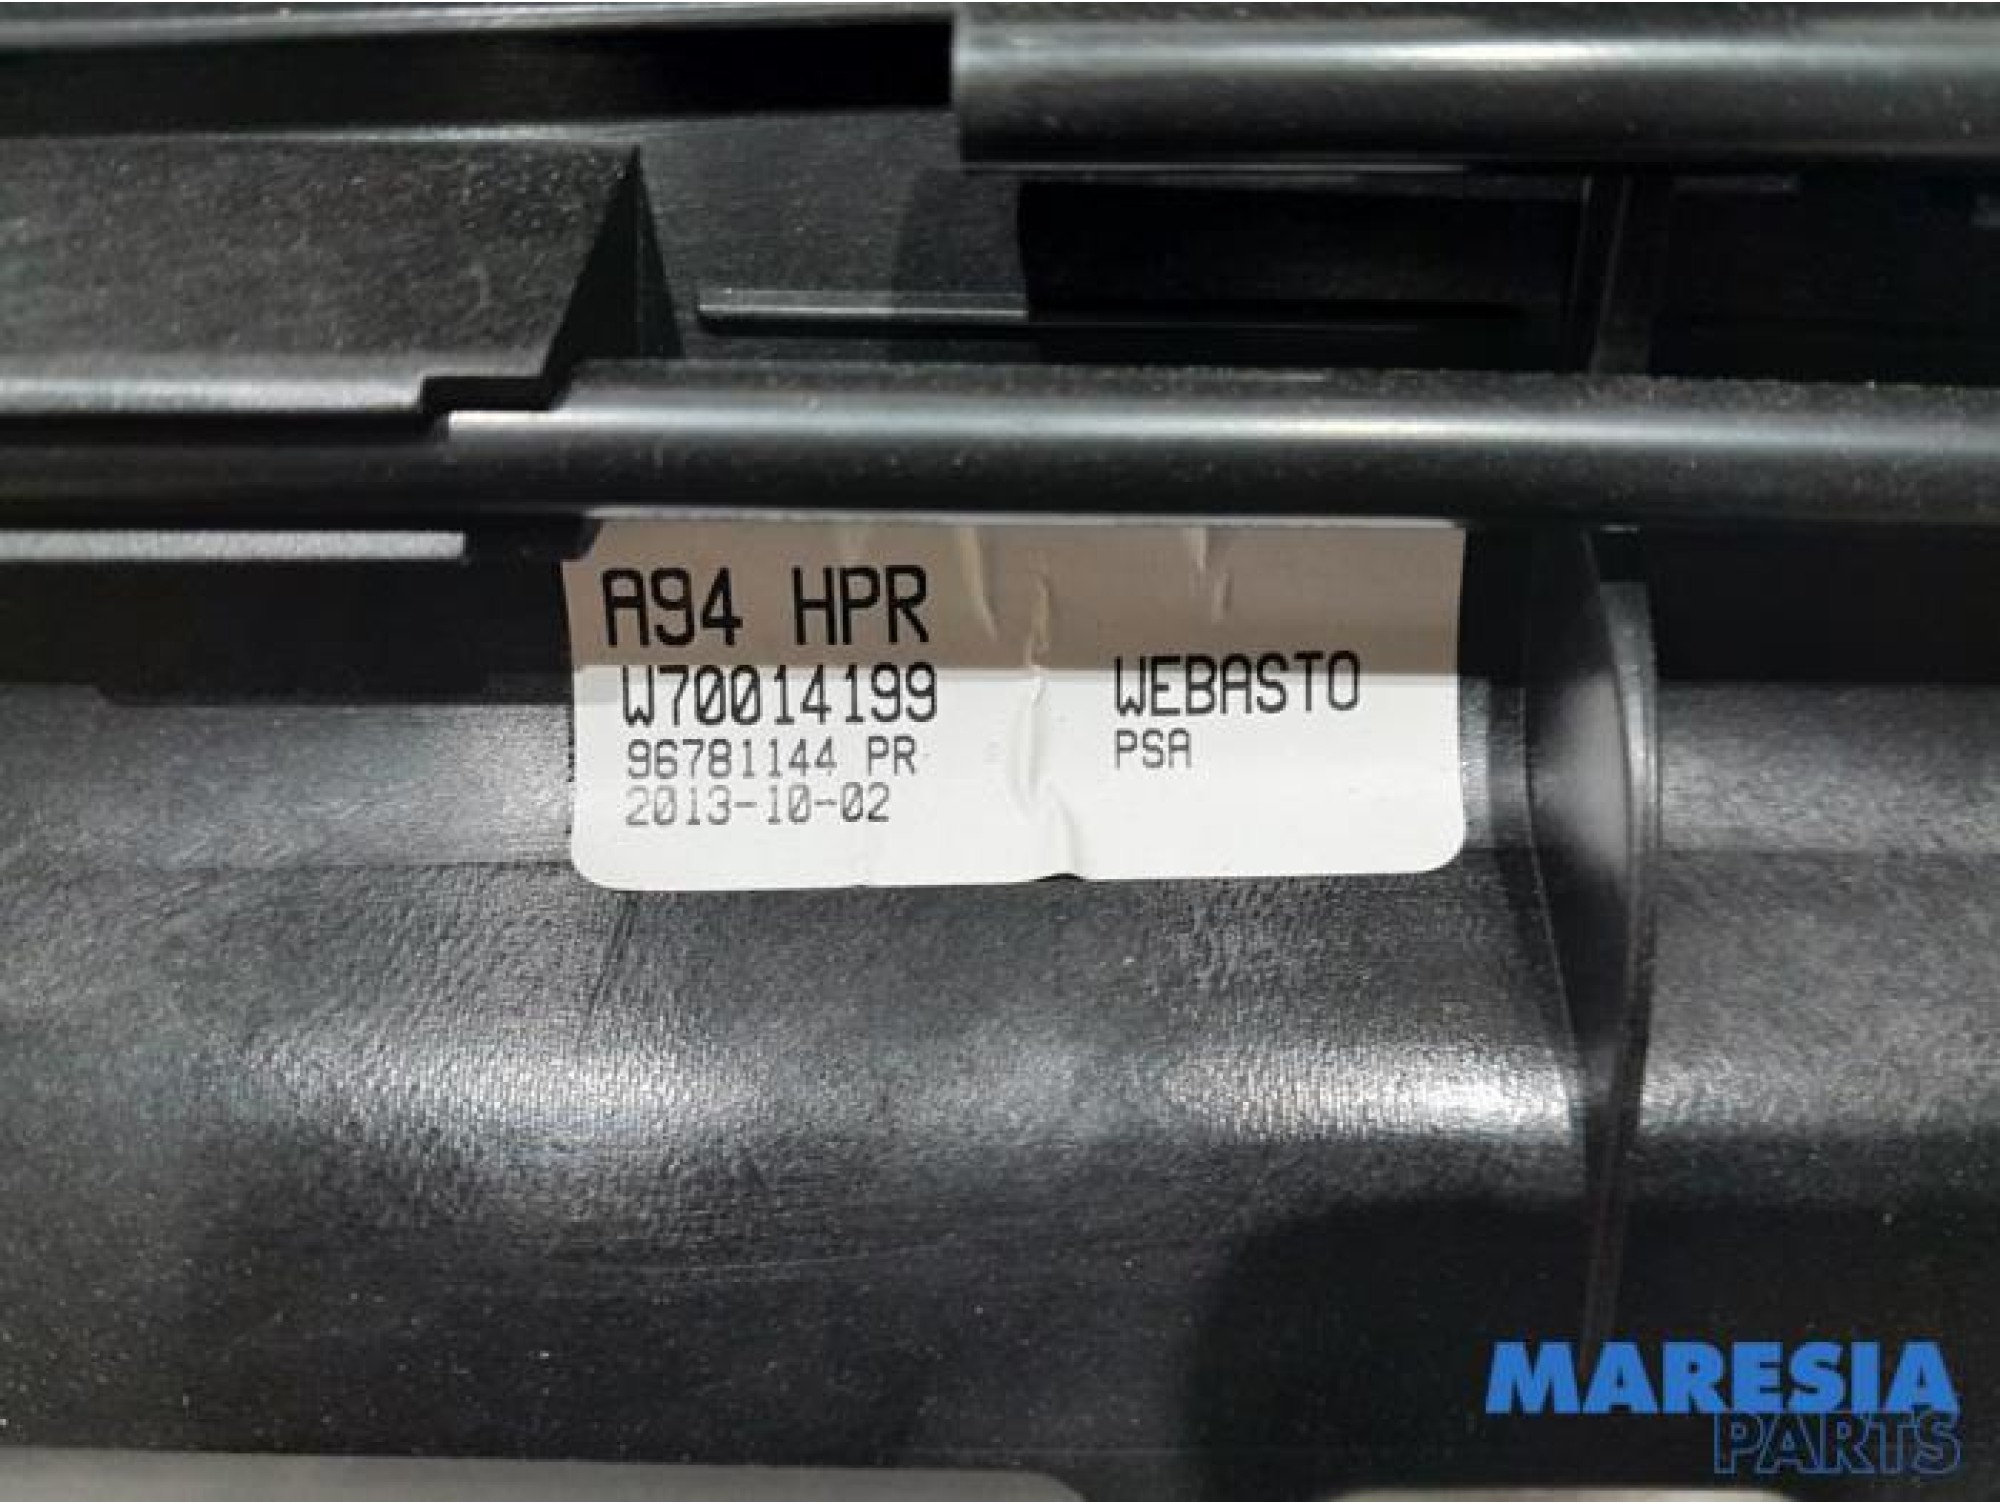 A94 HPR
W70014199
96781144 PR
2013-10-02
WEBASTO
PSA
MARESIA
PARTS